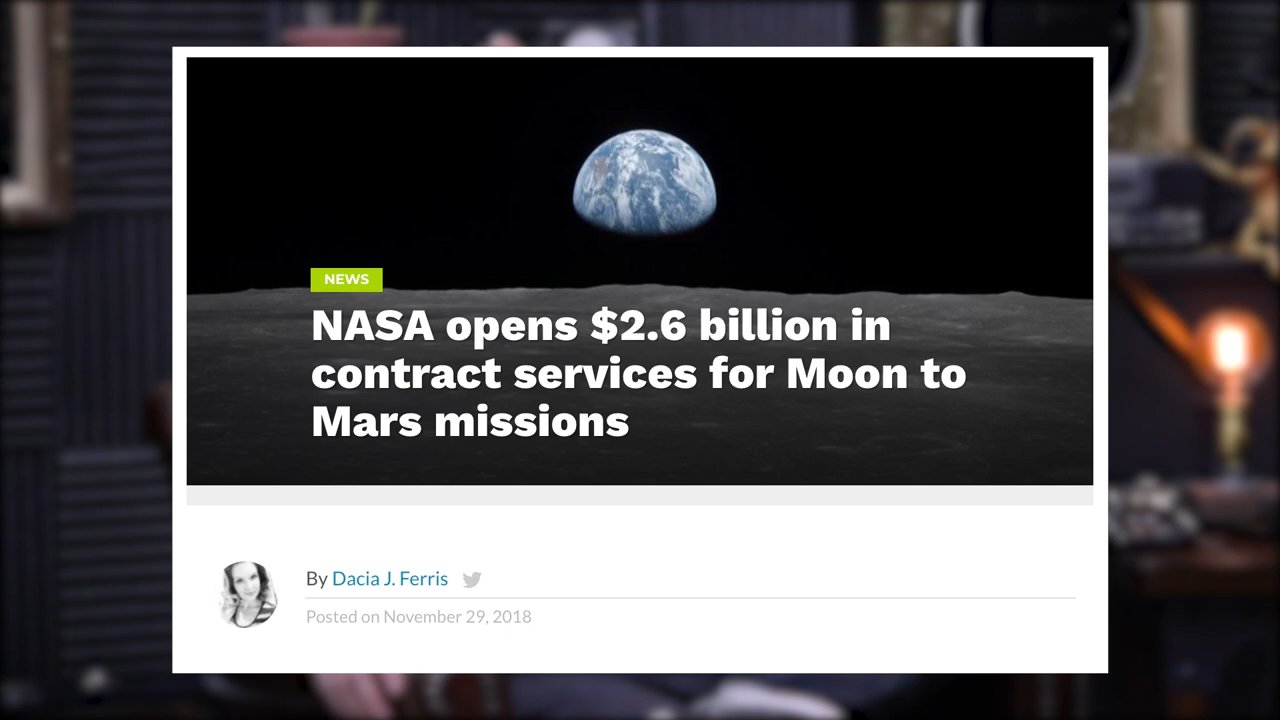 NEWS
NASA opens $2.6 billion in
contract services for Moon to
Mars missions
By Dacia J. Ferris
Posted on November 29, 2018